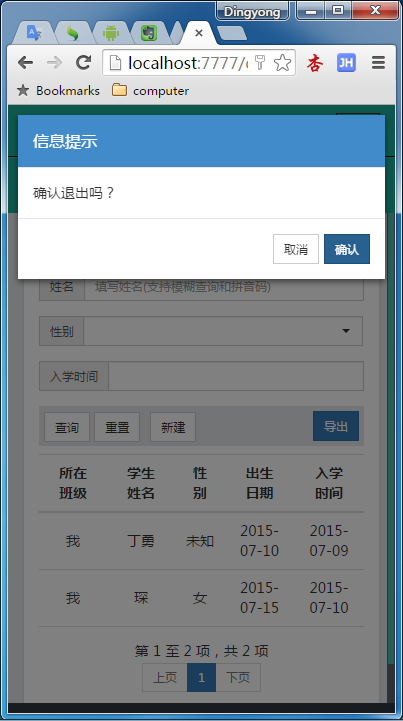 Dingyong
localhost:7777/
杏
JH
Bookmarks
computer
信息提示
确认退出吗？
取消
确认
姓名
填写姓名(支持模糊查询和拼音码)
性别
入学时间
查询
重置
新建
导出
所在班级
学生姓名
性别
出生日期
入学时间
我
丁勇
未知
2015-07-10
2015-07-09
我
琛
女
2015-07-15
2015-07-10
第 1 至 2 项，共 2 项
上页
1
下页